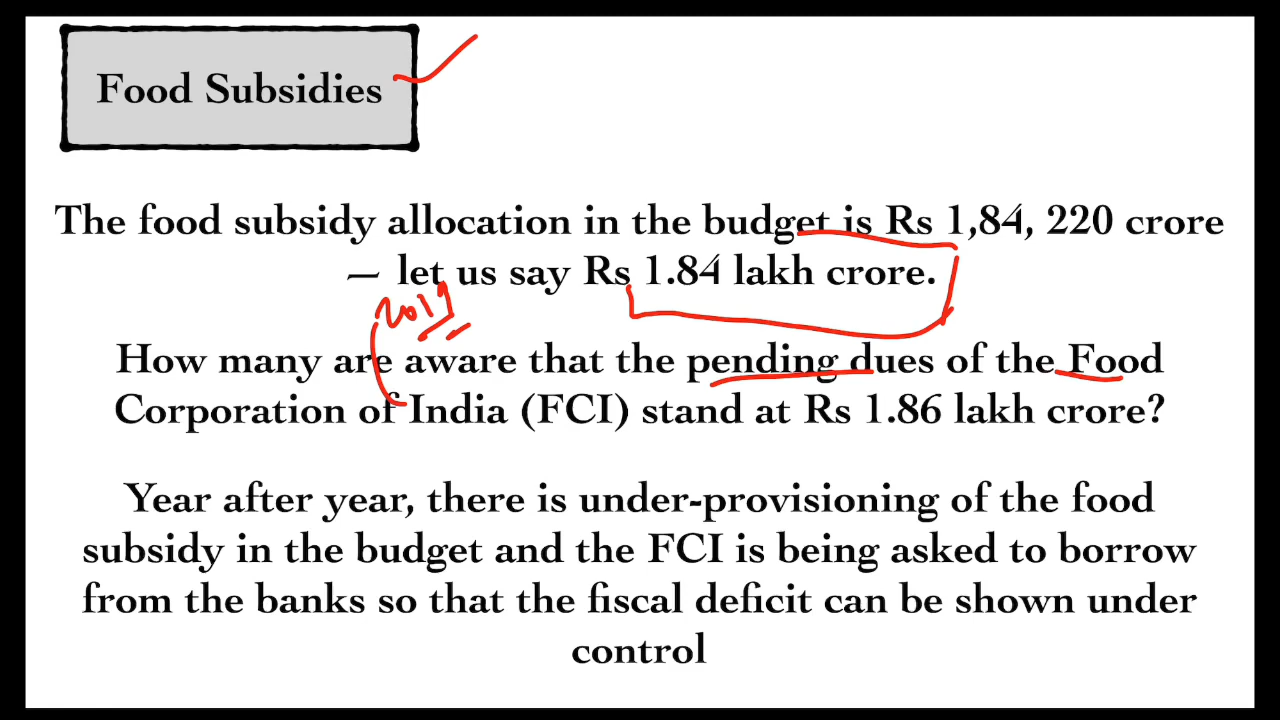 Food Subsidies
The food subsidy allocation in the budget is Rs 1,84, 220 crore
— let us say Rs 1.84 lakh crore.
2019
How many are aware that the pending dues of the Food
Corporation of India (FCI) stand at Rs 1.86 lakh crore?
Year after year, there is under-provisioning of the food
subsidy in the budget and the FCI is being asked to borrow
from the banks so that the fiscal deficit can be shown under
control